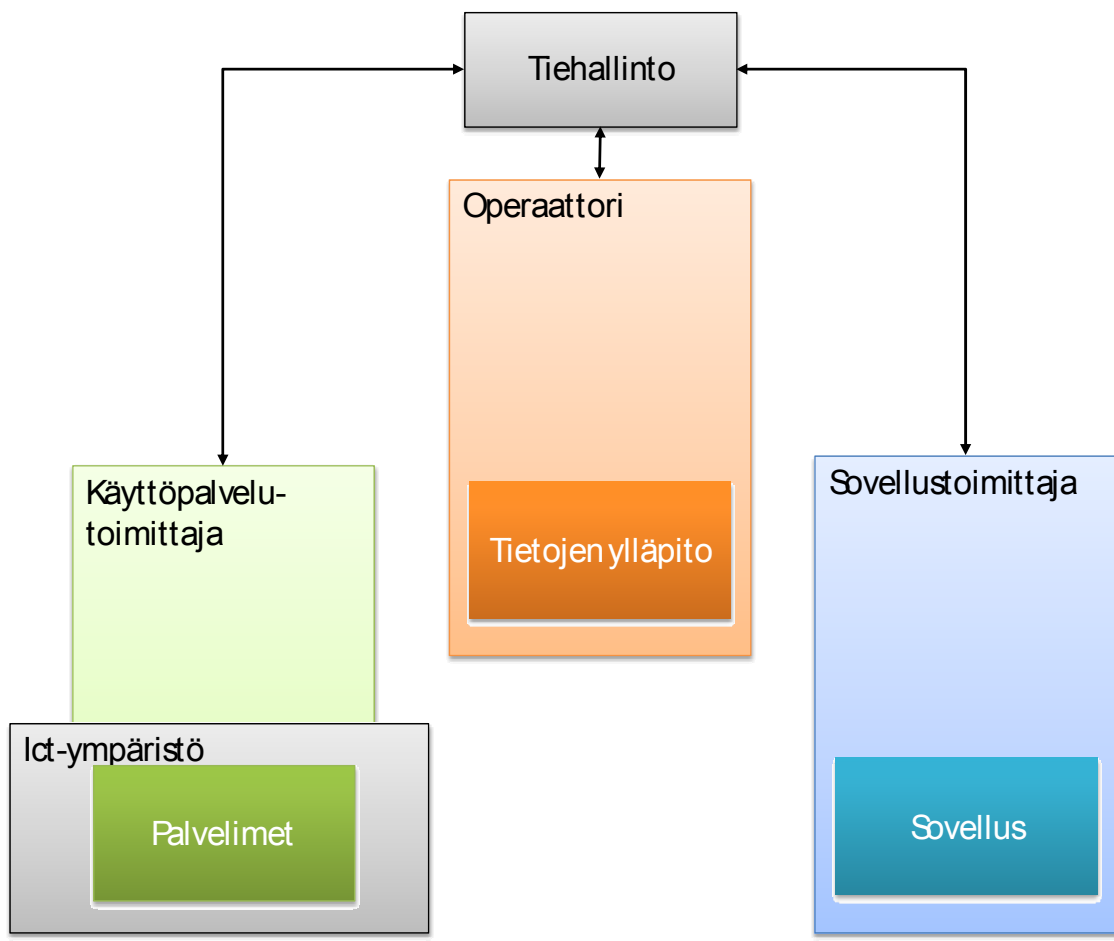 Tiehallinto
Operaattori
Käyttöpalvelu-
toimittaja
Sovellustoimittaja
Tietojen ylläpito
Ict-ympäristö
Palvelimet
Sovellus